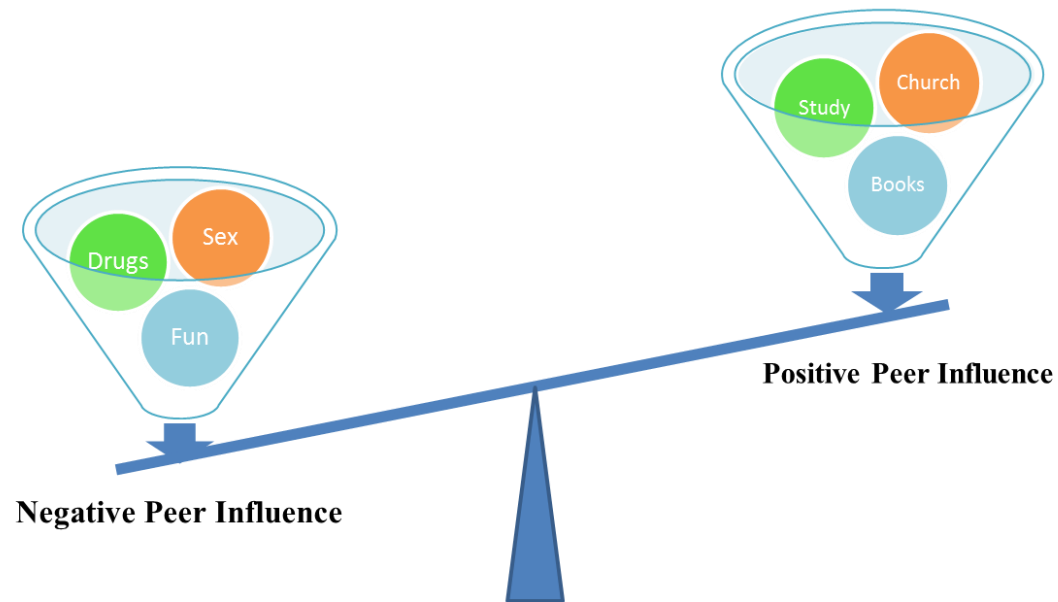 Drugs
Sex
Fun
Negative Peer Influence
Study
Church
Books
Positive Peer Influence